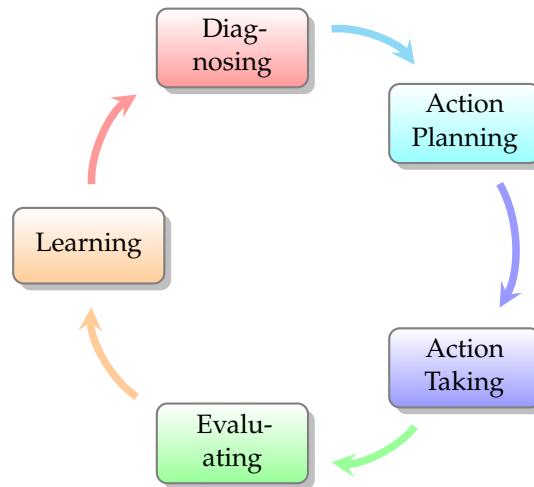 Diag-
nosing
Action
Planning
Learning
Action
Taking
Evalu-
ating